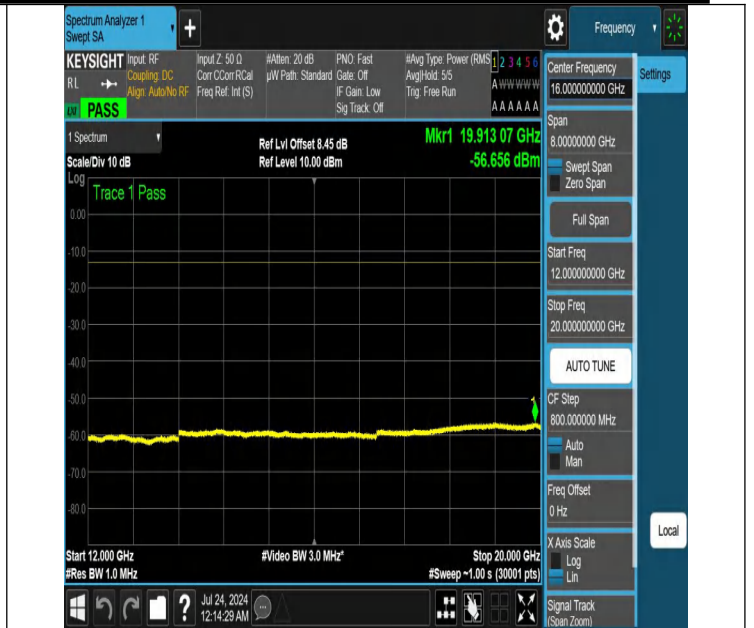 Spectrum Analyzer 1
Swept SA
+
Frequency
KEYSIGHT
RL
PASS
Input: RF
Coupling: DC
Align: Auto/No RF
Input Z: 50 Ω
Corr CCorr RCal
Freq Ref: Int (S)
#Atten: 20 dB
µW Path: Standard
PNO: Fast
Gate: Off
IF Gain: Low
Sig Track: Off
#Avg Type: Power (RMS
Avg|Hold: 5/5
Trig: Free Run
1 2 3 4 5 6
A W W W W W
A A A A A A
Center Frequency
16.000000000 GHz
Settings
Span
8.00000000 GHz
Swept Span
Zero Span
Full Span
Start Freq
12.000000000 GHz
Stop Freq
20.000000000 GHz
AUTO TUNE
CF Step
800.000000 MHz
Auto
Man
Freq Offset
0 Hz
X Axis Scale
Log
Lin
Signal Track
(Span Zoom)
Local
1 Spectrum
Scale/Div 10 dB
Ref Lvl Offset 8.45 dB
Ref Level 10.00 dBm
Mkr1 19.913 07 GHz
-56.656 dBm
Log
Trace 1 Pass
0.00
-10.0
-20.0
-30.0
-40.0
-50.0
-60.0
-70.0
-80.0
1
Start 12.000 GHz
#Res BW 1.0 MHz
#Video BW 3.0 MHz*
Stop 20.000 GHz
#Sweep ~1.00 s (30001 pts)
?
Jul 24, 2024
12:14:29 AM